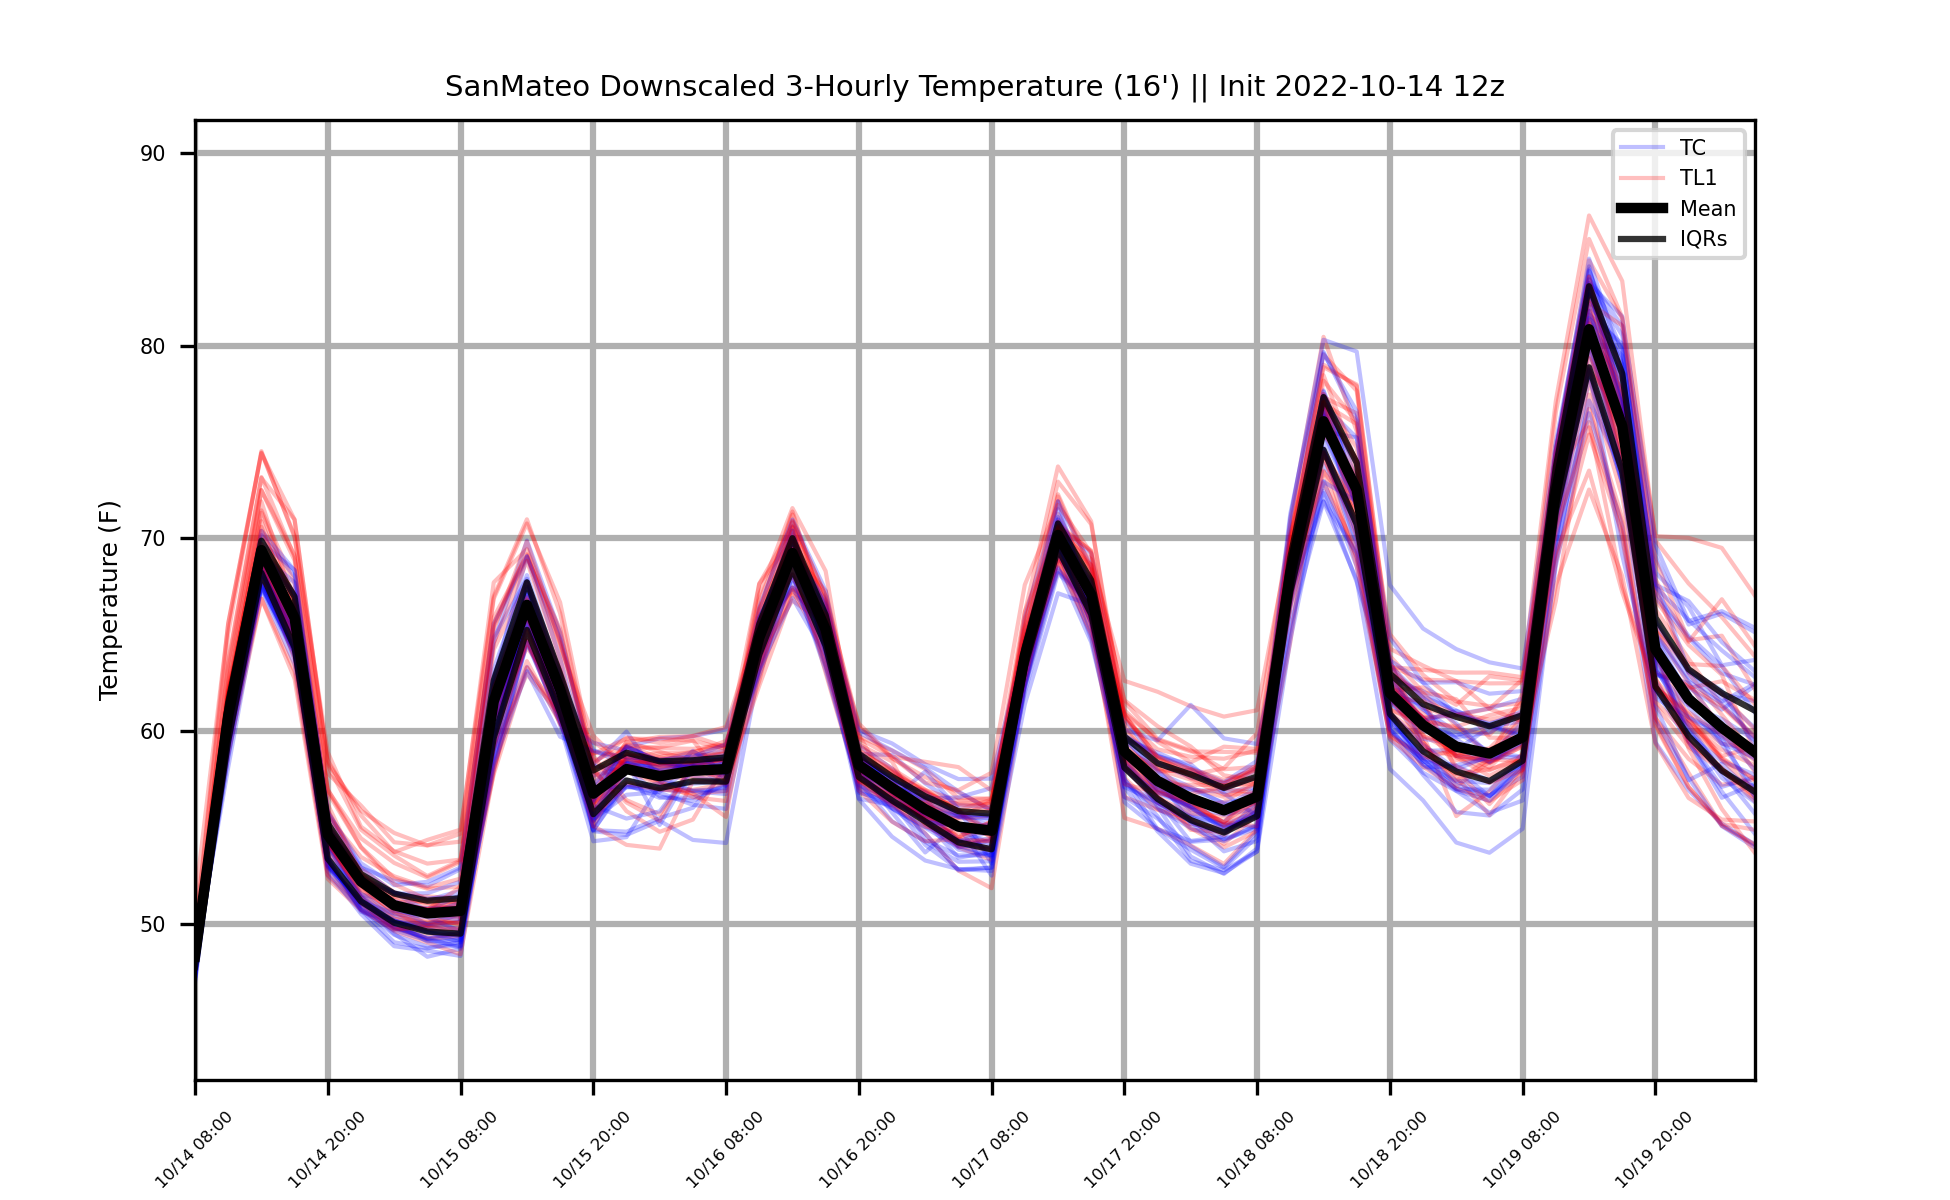 SanMateo Downscaled 3-Hourly Temperature (16') || Init 2022-10-14 12z
TC
TL1
Mean
IQRs
Temperature (F)
90
80
70
60
50
10/14 08:00
10/14 20:00
10/15 08:00
10/15 20:00
10/16 08:00
10/16 20:00
10/17 08:00
10/17 20:00
10/18 08:00
10/18 20:00
10/19 08:00
10/19 20:00